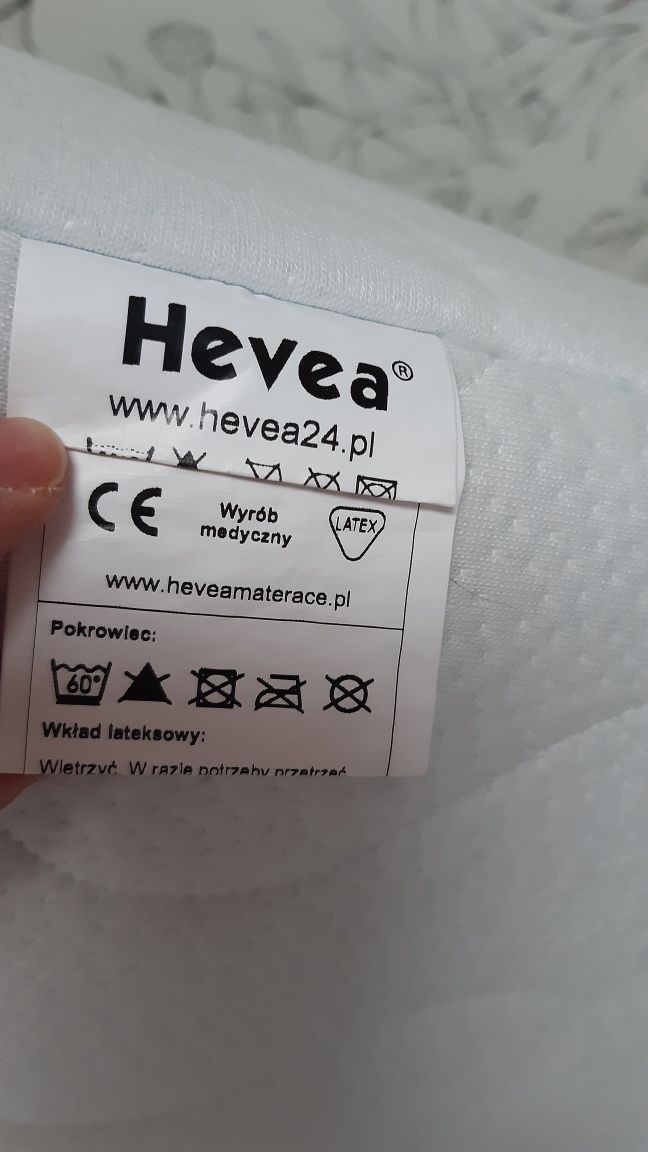 Hevea®
www.hevea24.pl
CE
Wyrób
medyczny
LATEX
www.heveamaterace.pl
Pokrowiec:
60°
Wkład lateksowy:
Wietrzyć. W razie potrzeby przetrzeć